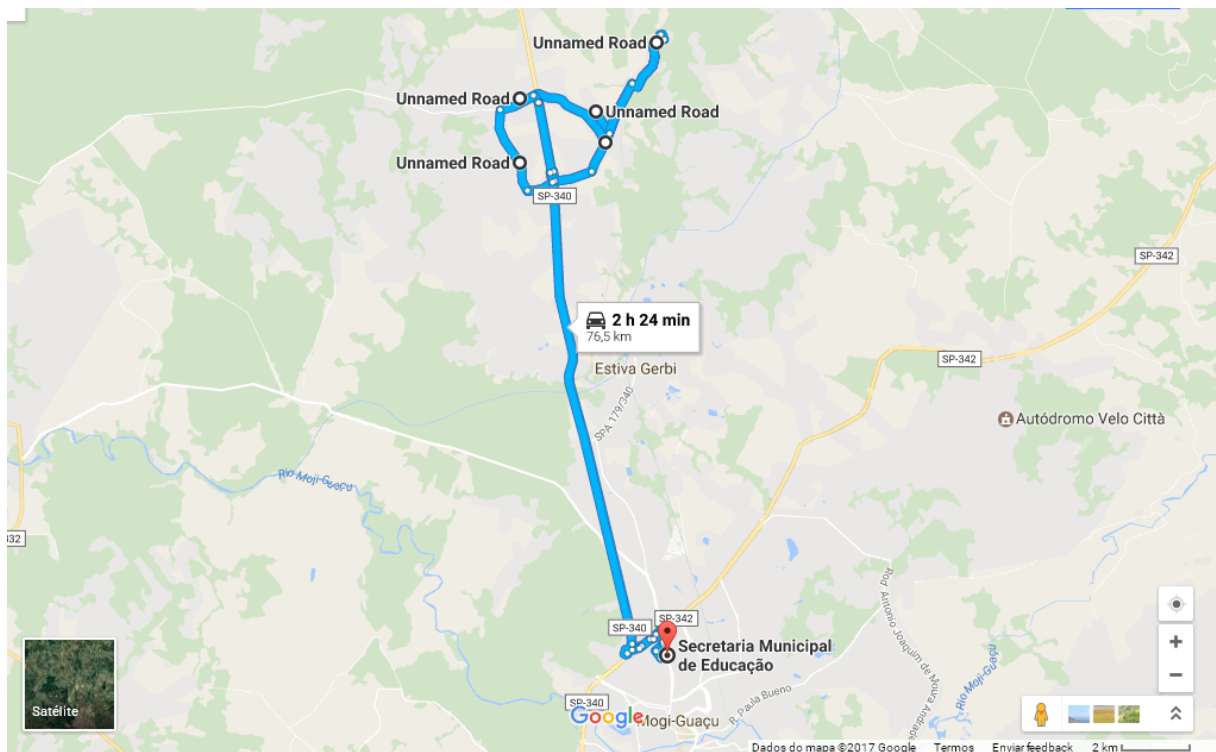 Unnamed Road
Unnamed Road
Unnamed Road
Unnamed Road
SP-340
SP-342
2 h 24 min
76,5 km
SP-342
Estiva Gerbi
SPA 179/340
Autódromo Velo Città
Rio Moji-Guaçu
332
Rod. Antonio Joaquim de Moura Andrade
SP-342
SP-340
Secretaria Municipal
de Educação
Rio Moji-Guaçu
R. Paula Bueno
SP-340
Google
Mogi-Guaçu
Satélite
Dados do mapa ©2017 Google Termos Enviar feedback 2 km